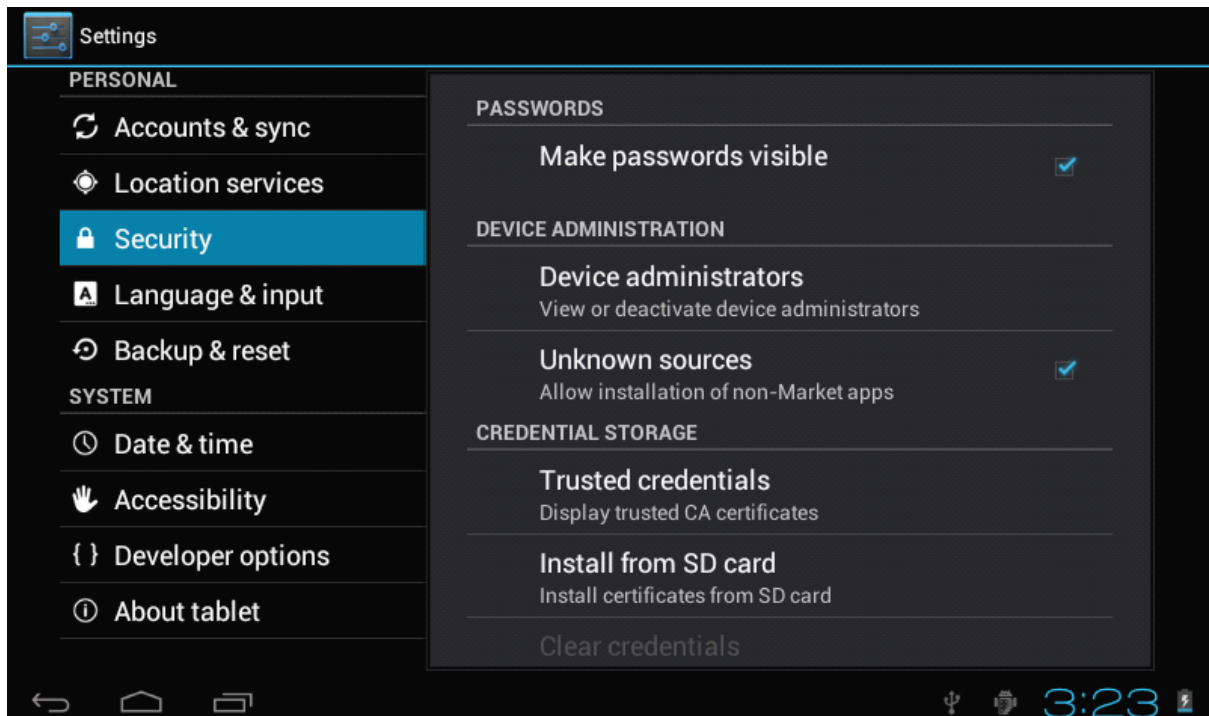 Settings
PERSONAL
Accounts & sync
Location services
Security
Language & input
Backup & reset
SYSTEM
Date & time
Accessibility
Developer options
About tablet
PASSWORDS
Make passwords visible
DEVICE ADMINISTRATION
Device administrators
View or deactivate device administrators
Unknown sources
Allow installation of non-Market apps
CREDENTIAL STORAGE
Trusted credentials
Display trusted CA certificates
Install from SD card
Install certificates from SD card
Clear credentials
3:23